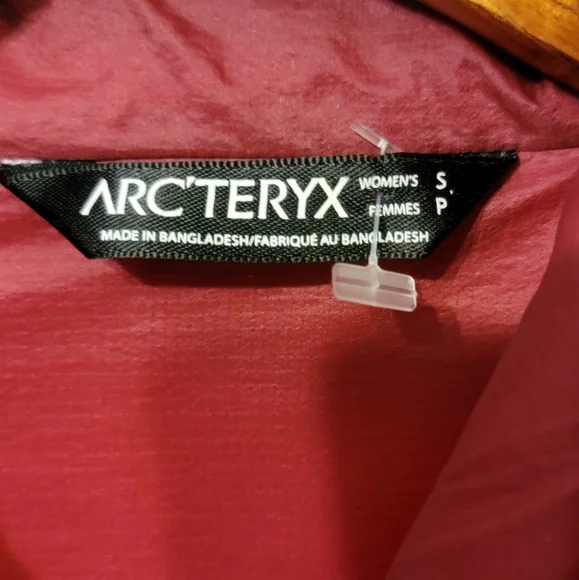 ARC'TERYX WOMEN'S S.
FEMMES P
MADE IN BANGLADESH/FABRIQUÉ AU BANGLADESH